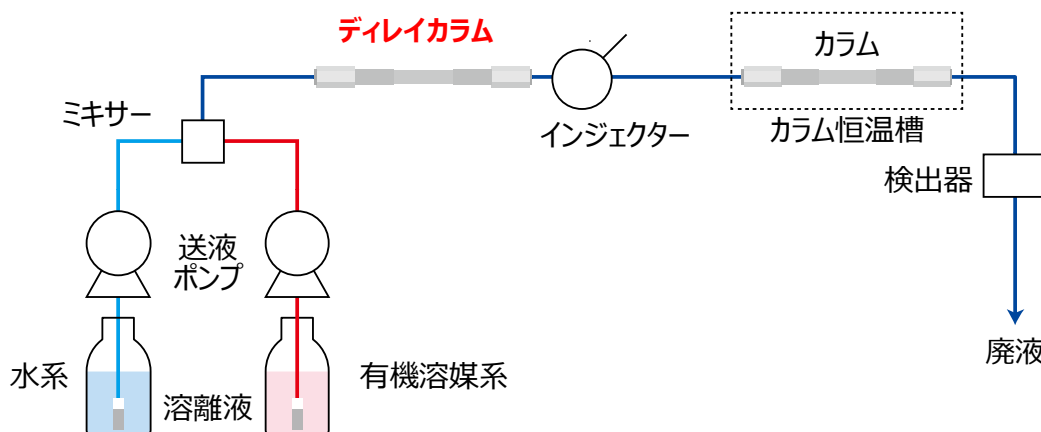 ディレイカラム
カラム
ミキサー
インジェクター
カラム恒温槽
検出器
送液
ポンプ
廃液
水系
有機溶媒系
溶離液